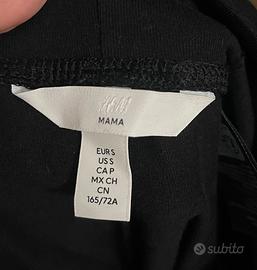 H&M
MAMA
EUR S
US S
CA P
MX CH
CN
165/72A
subito